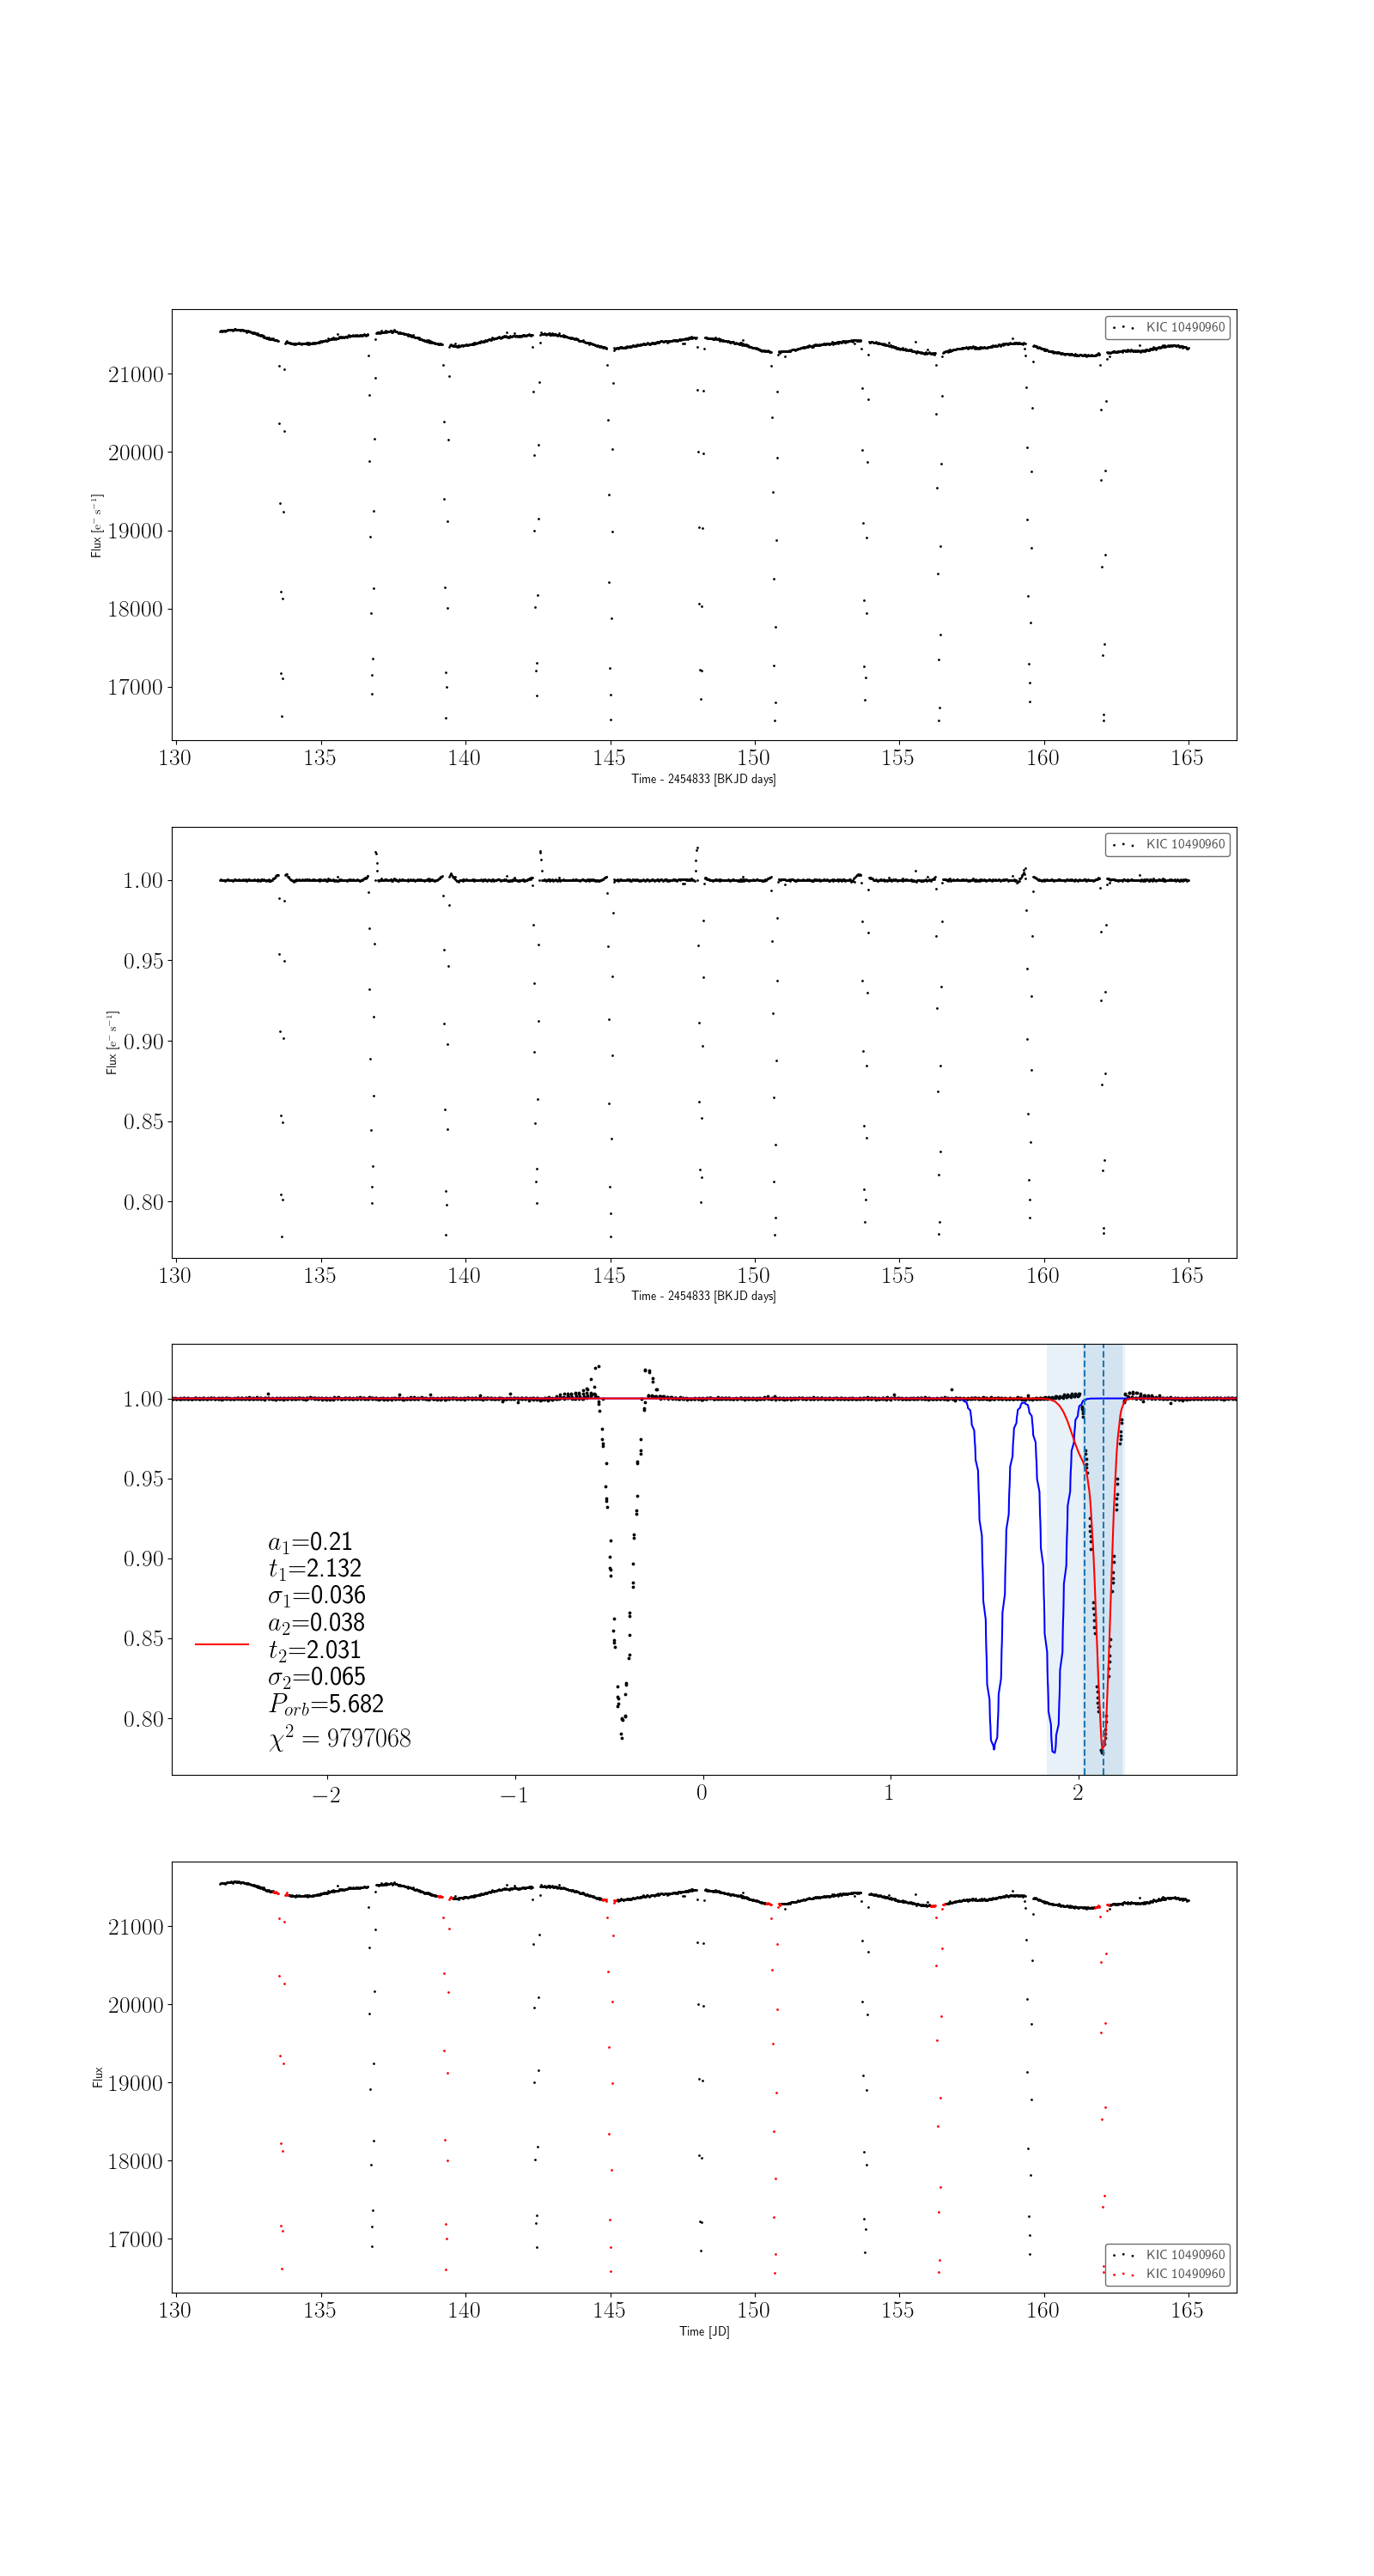 KIC 10490960
21000
20000
19000
18000
17000
Flux [e⁻ s⁻¹]
130 135 140 145 150 155 160 165
Time - 2454833 [BKJD days]
KIC 10490960
1.00
0.95
0.90
0.85
0.80
Flux [e⁻ s⁻¹]
130 135 140 145 150 155 160 165
Time - 2454833 [BKJD days]
1.00
0.95
0.90
0.85
0.80
a₁=0.21
t₁=2.132
σ₁=0.036
a₂=0.038
t₂=2.031
σ₂=0.065
P_orb=5.682
χ² = 9797068
−2 −1 0 1 2
21000
20000
19000
18000
17000
Flux
KIC 10490960
KIC 10490960
130 135 140 145 150 155 160 165
Time [JD]